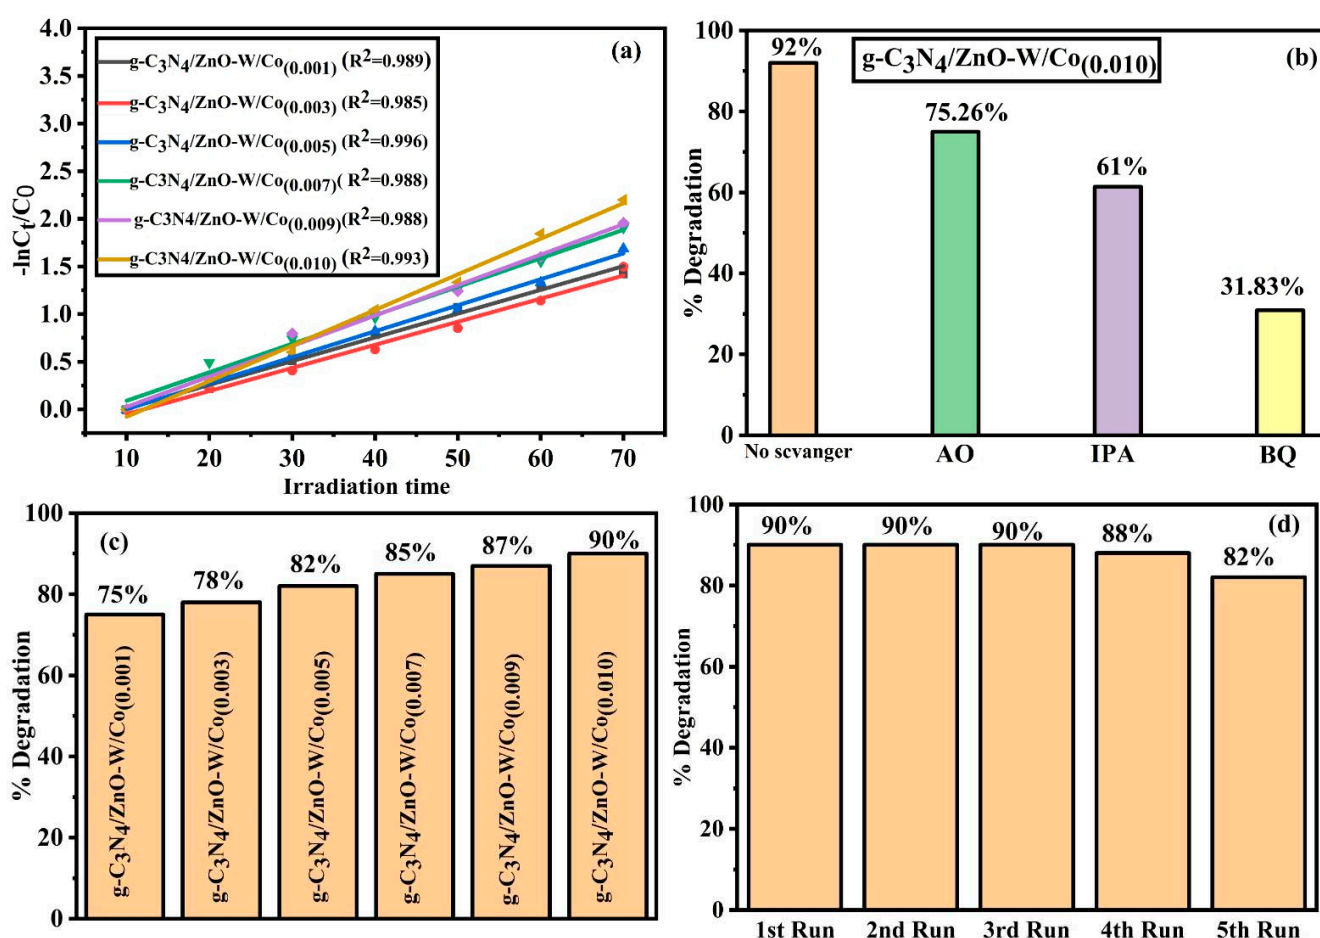 (a)
4.0
3.5
3.0
2.5
2.0
1.5
1.0
0.5
0.0
-lnCt/C0
g-C3N4/ZnO-W/Co(0.001) (R2=0.989)
g-C3N4/ZnO-W/Co(0.003) (R2=0.985)
g-C3N4/ZnO-W/Co(0.005) (R2=0.996)
g-C3N4/ZnO-W/Co(0.007)( R2=0.988)
g-C3N4/ZnO-W/Co(0.009)(R2=0.988)
g-C3N4/ZnO-W/Co(0.010) (R2=0.993)
10 20 30 40 50 60 70
Irradiation time
(b)
g-C3N4/ZnO-W/Co(0.010)
100
80
60
40
20
0
% Degradation
92%
75.26%
61%
31.83%
No scvanger AO IPA BQ
(c)
100
80
60
40
20
0
% Degradation
75% 78% 82% 85% 87% 90%
g-C3N4/ZnO-W/Co(0.001)
g-C3N4/ZnO-W/Co(0.003)
g-C3N4/ZnO-W/Co(0.005)
g-C3N4/ZnO-W/Co(0.007)
g-C3N4/ZnO-W/Co(0.009)
g-C3N4/ZnO-W/Co(0.010)
(d)
100
80
60
40
20
0
% Degradation
90% 90% 90% 88% 82%
1st Run 2nd Run 3rd Run 4th Run 5th Run